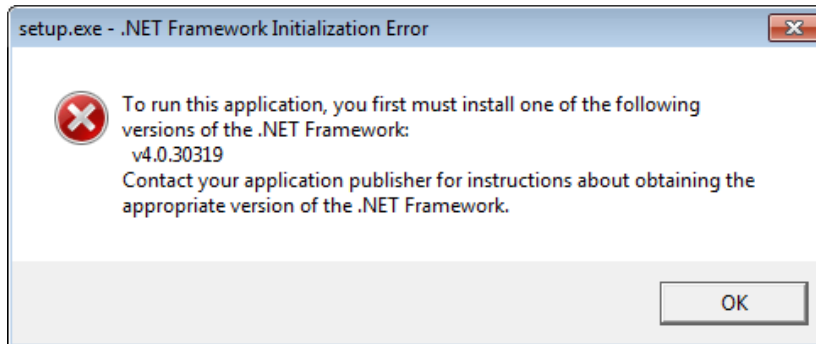 setup.exe - .NET Framework Initialization Error
To run this application, you first must install one of the following
versions of the .NET Framework:
v4.0.30319
Contact your application publisher for instructions about obtaining the
appropriate version of the .NET Framework.
OK